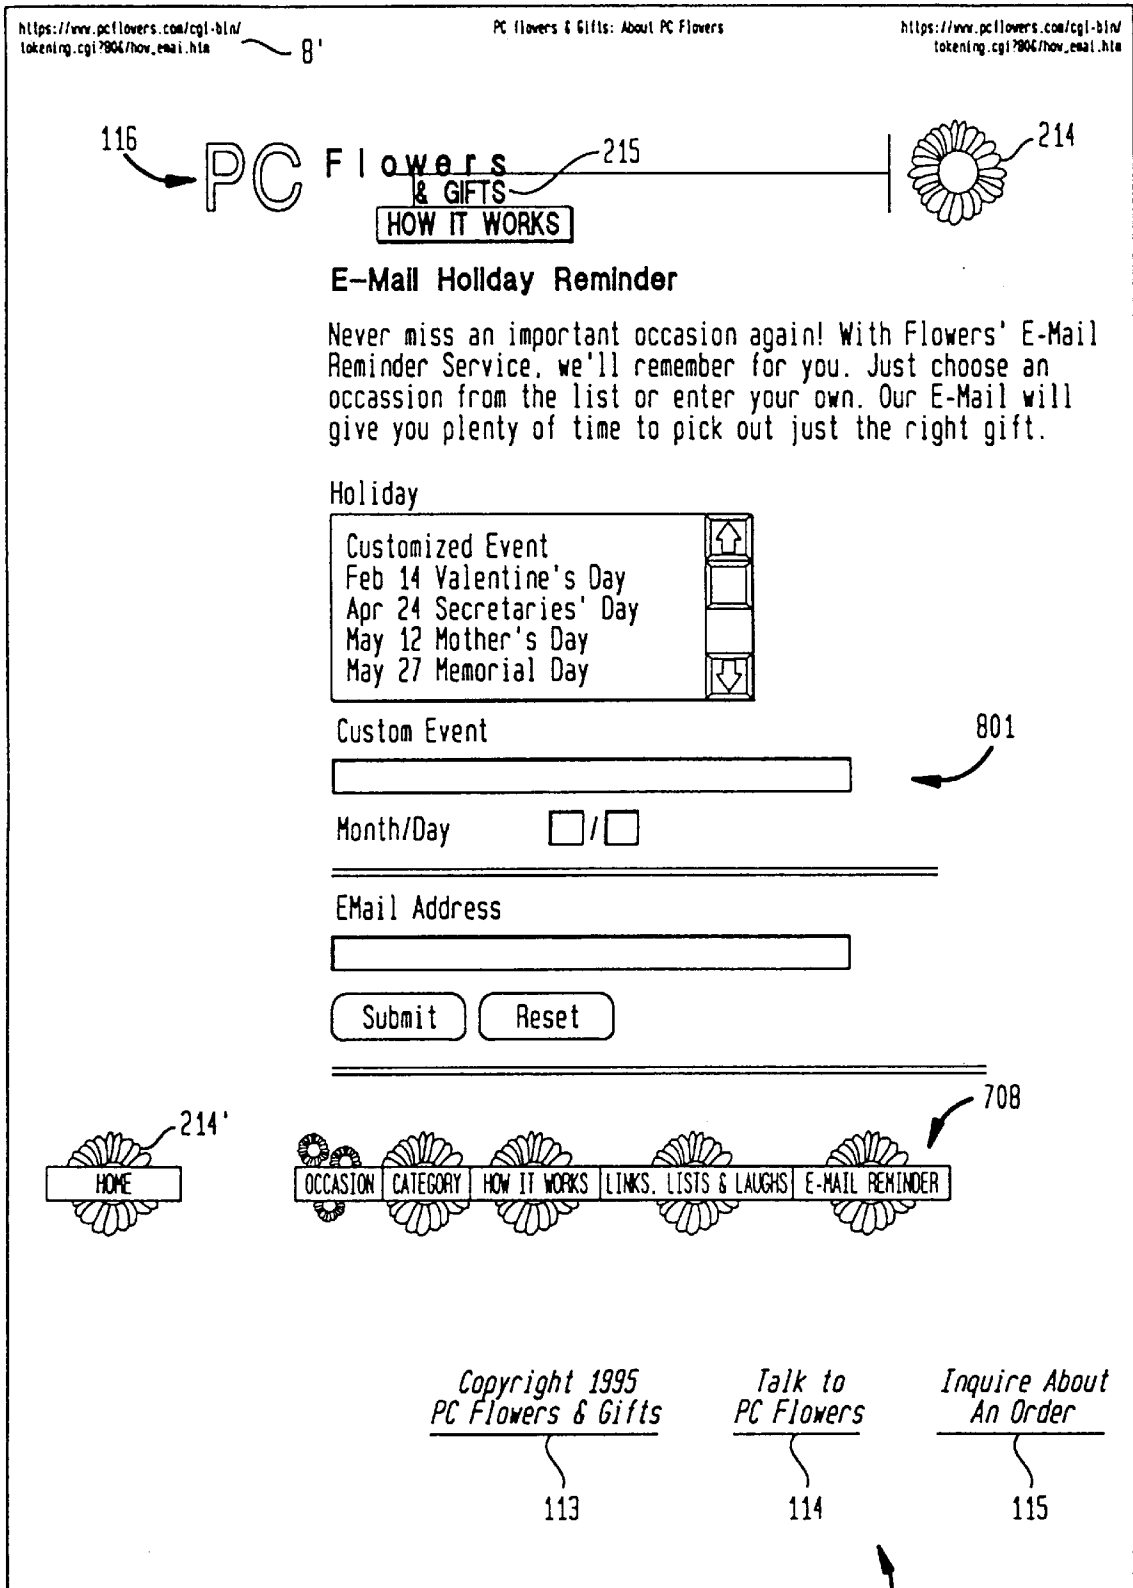 https://www.pcflowers.com/cgi-bin/
tokening.cgi?806/how_emai.htm
8'
PC flowers & Gifts: About PC Flowers
https://www.pcflowers.com/cgi-bin/
tokening.cgi?806/how_emai.htm
116
PC Flowers
& GIFTS
215
214
HOW IT WORKS
E-Mail Holiday Reminder
Never miss an important occasion again! With Flowers' E-Mail
Reminder Service, we'll remember for you. Just choose an
occassion from the list or enter your own. Our E-Mail will
give you plenty of time to pick out just the right gift.
Holiday
Customized Event
Feb 14 Valentine's Day
Apr 24 Secretaries' Day
May 12 Mother's Day
May 27 Memorial Day
Custom Event
801
Month/Day / 
EMail Address
Submit Reset
708
214'
HOME OCCASION CATEGORY HOW IT WORKS LINKS, LISTS & LAUGHS E-MAIL REMINDER
Copyright 1995
PC Flowers & Gifts
Talk to
PC Flowers
Inquire About
An Order
113 114 115